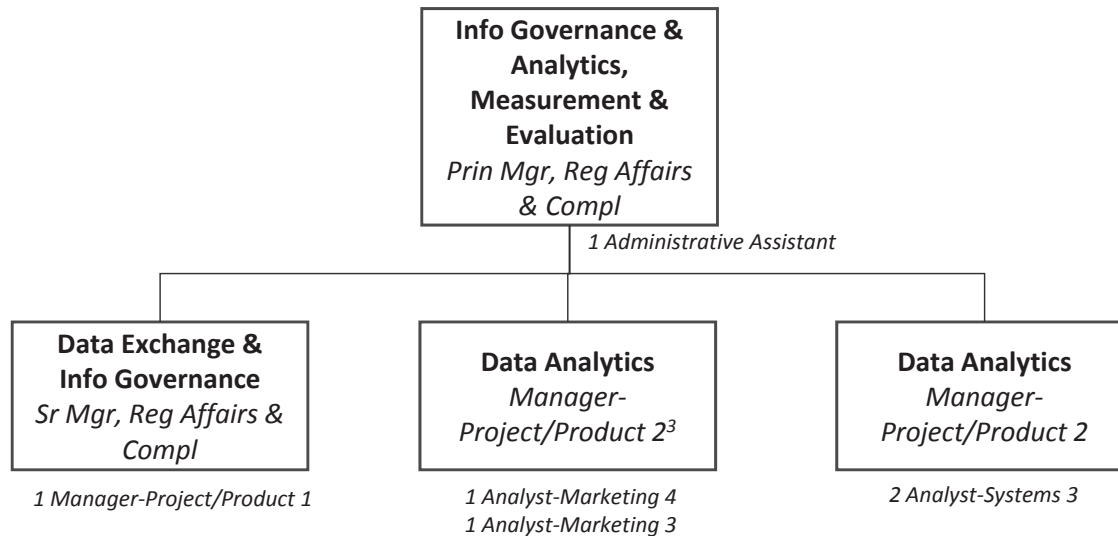 Info Governance &
Analytics,
Measurement &
Evaluation
Prin Mgr, Reg Affairs
& Compl
1 Administrative Assistant
Data Exchange &
Info Governance
Sr Mgr, Reg Affairs &
Compl
1 Manager-Project/Product 1
Data Analytics
Manager-
Project/Product 2³
1 Analyst-Marketing 4
1 Analyst-Marketing 3
Data Analytics
Manager-
Project/Product 2
2 Analyst-Systems 3